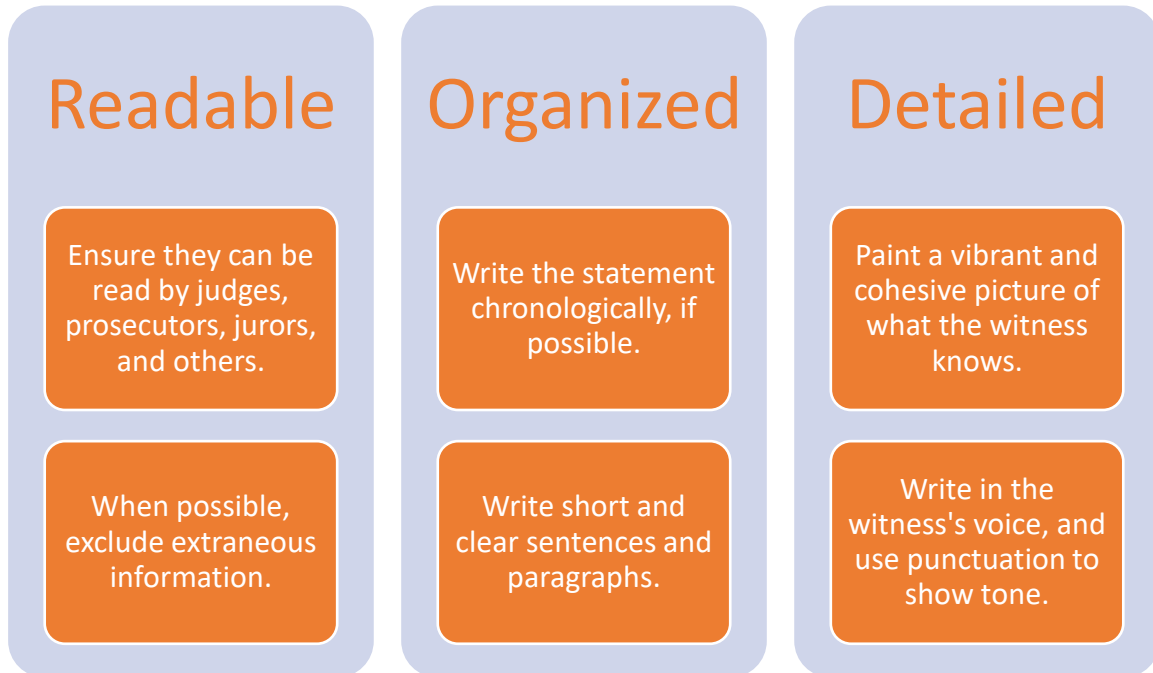 Readable
Ensure they can be
read by judges,
prosecutors, jurors,
and others.
When possible,
exclude extraneous
information.
Organized
Write the statement
chronologically, if
possible.
Write short and
clear sentences and
paragraphs.
Detailed
Paint a vibrant and
cohesive picture of
what the witness
knows.
Write in the
witness's voice, and
use punctuation to
show tone.